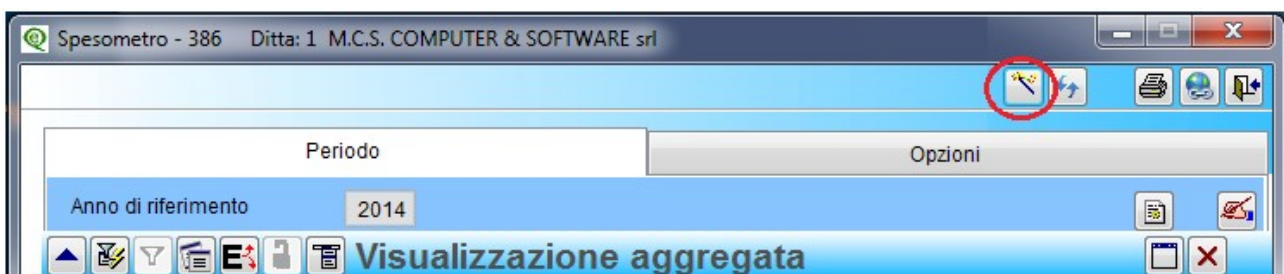 Spesometro - 386 Ditta: 1 M.C.S. COMPUTER & SOFTWARE srl
Periodo
Opzioni
Anno di riferimento 2014
Visualizzazione aggregata